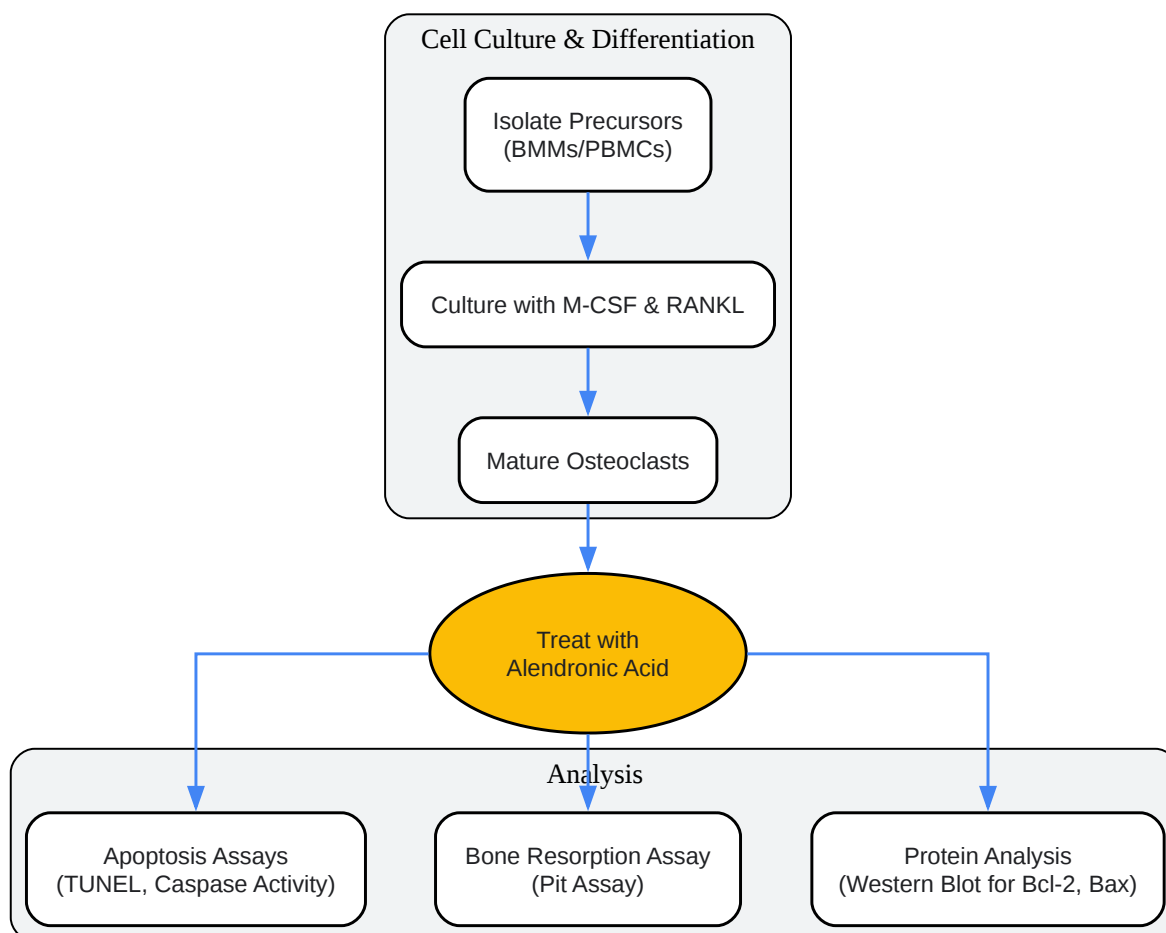 Cell Culture & Differentiation
Isolate Precursors
(BMMs/PBMCs)
Culture with M-CSF & RANKL
Mature Osteoclasts
Treat with
Alendronic Acid
Analysis
Apoptosis Assays
(TUNEL, Caspase Activity)
Bone Resorption Assay
(Pit Assay)
Protein Analysis
(Western Blot for Bcl-2, Bax)